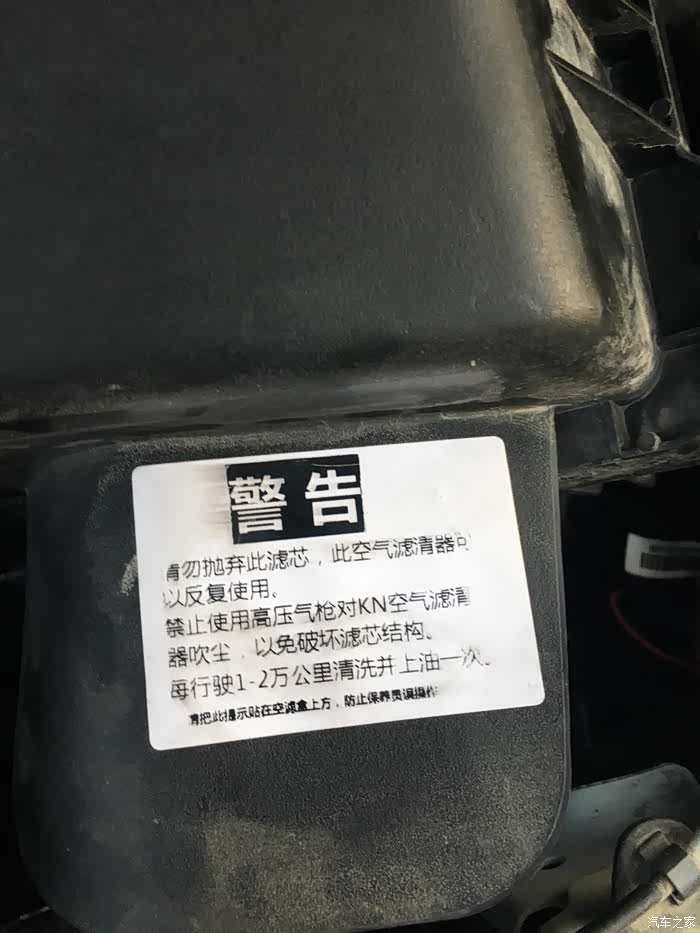 警告
请勿抛弃此滤芯，此空气滤清器可
以反复使用。
禁止使用高压气枪对KN空气滤清
器吹尘，以免破坏滤芯结构。
每行驶1-2万公里清洗并上油一次。
请把此提示贴在空滤盒上方，防止保养员误操作
汽车之家